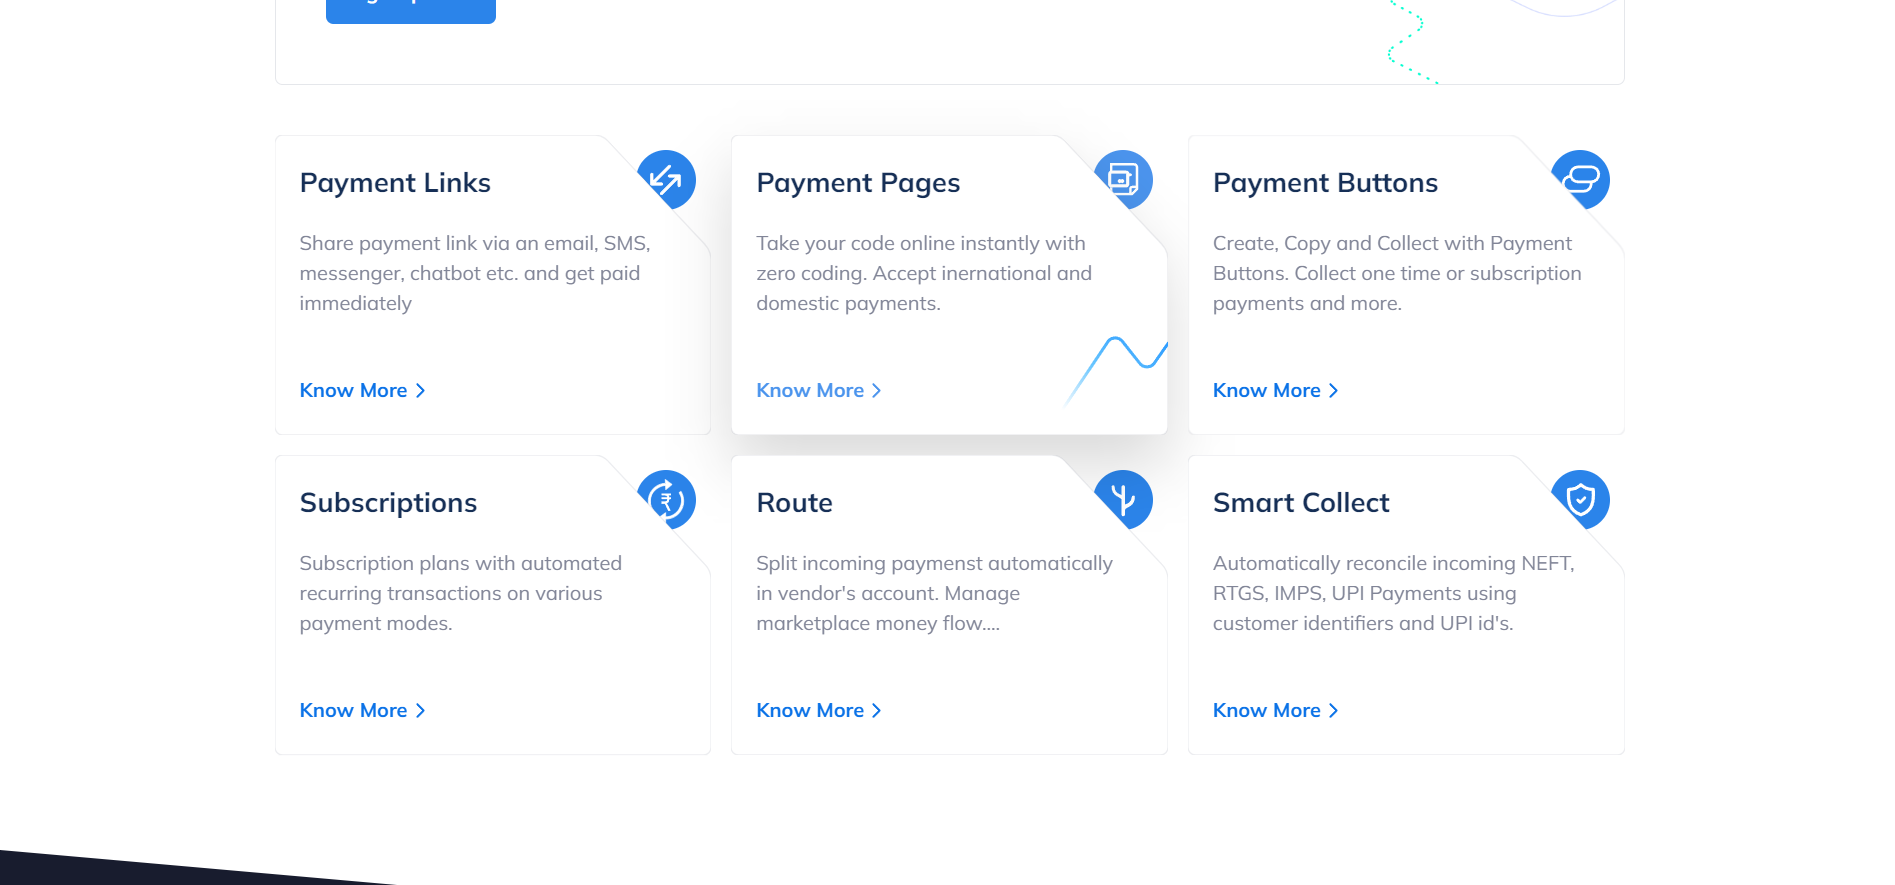 Payment Links
Share payment link via an email, SMS,
messenger, chatbot etc. and get paid
immediately
Know More
Payment Pages
Take your code online instantly with
zero coding. Accept inernational and
domestic payments.
Know More
Payment Buttons
Create, Copy and Collect with Payment
Buttons. Collect one time or subscription
payments and more.
Know More
Subscriptions
Subscription plans with automated
recurring transactions on various
payment modes.
Know More
Route
Split incoming paymenst automatically
in vendor's account. Manage
marketplace money flow....
Know More
Smart Collect
Automatically reconcile incoming NEFT,
RTGS, IMPS, UPI Payments using
customer identifiers and UPI id's.
Know More